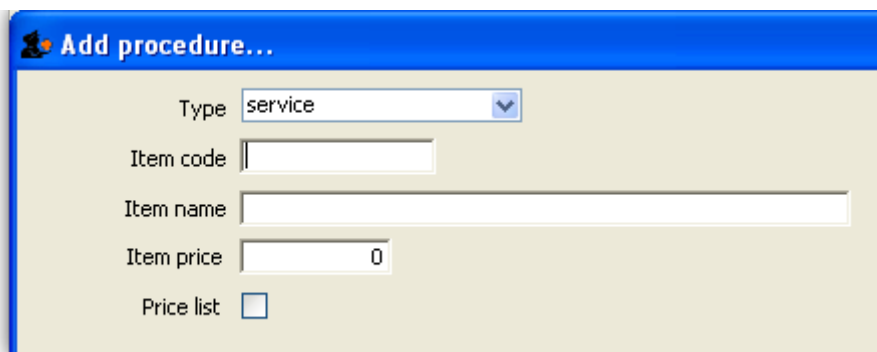 Add procedure...
Type service
Item code
Item name
Item price 0
Price list